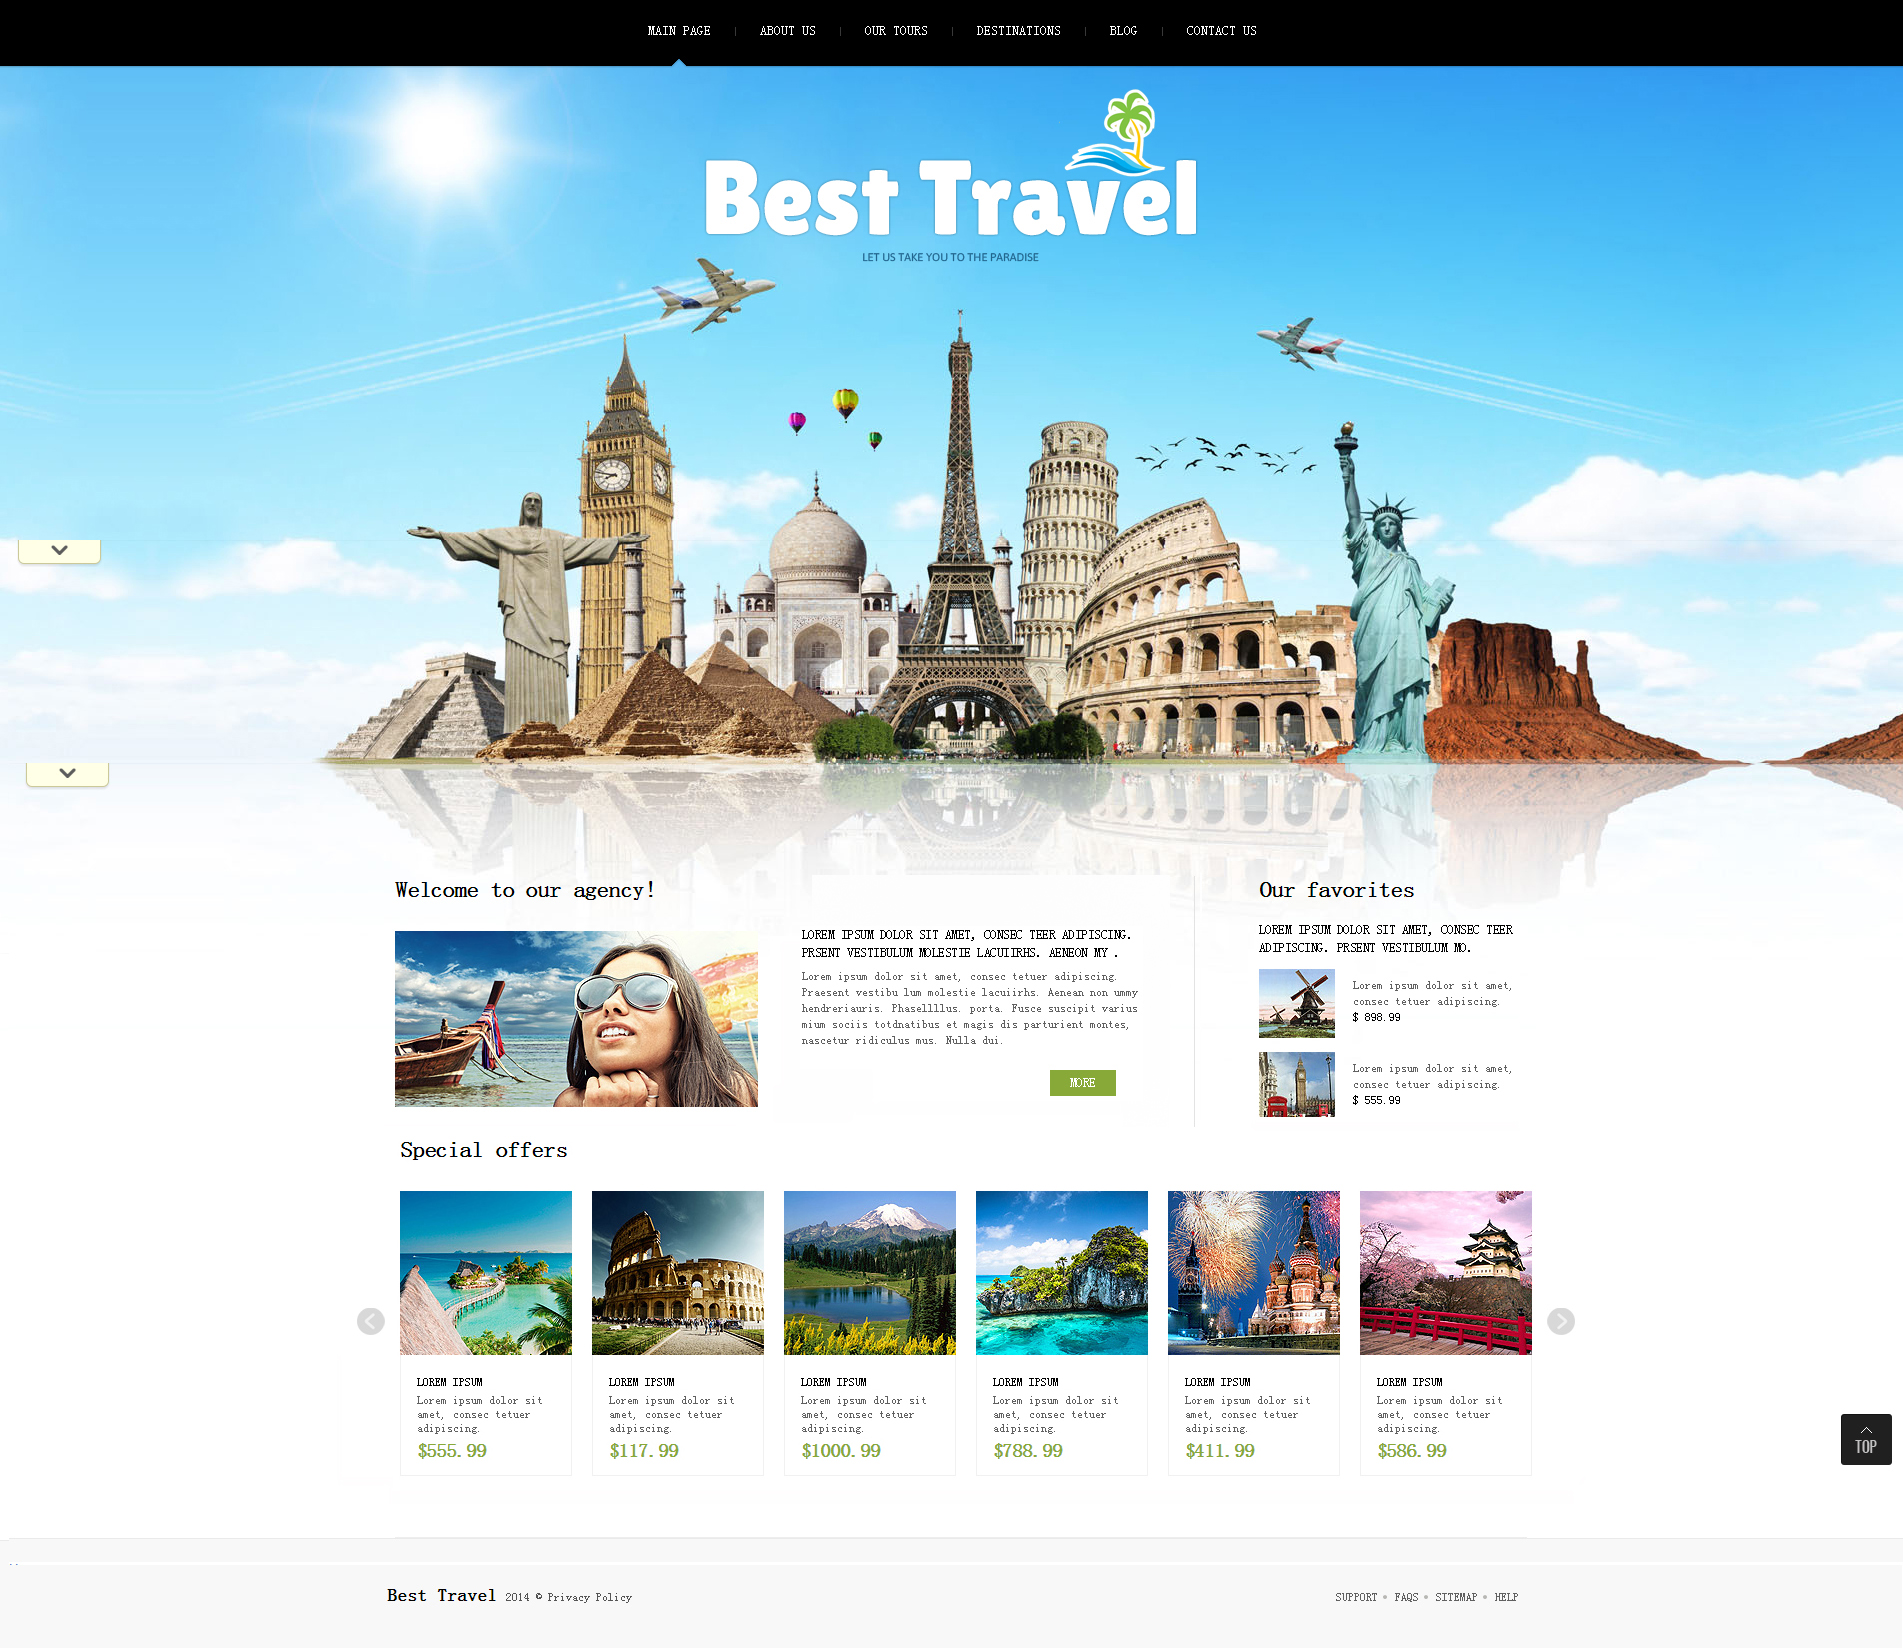 MAIN PAGE
ABOUT US
OUR TOURS
DESTINATIONS
BLOG
CONTACT US
Best Travel
LET US TAKE YOU TO THE PARADISE
Welcome to our agency!
LOREM IPSUM DOLOR SIT AMET, CONSEC TEER ADIPISCING.
PRSENT VESTIBULUM MOLESTIE LACUIIRHS. AENEON MY .
Lorem ipsum dolor sit amet, consec tetuer adipiscing.
Praesent vestibu lum molestie lacuiirhs. Aenean non ummy
hendreriauris. Phasellllus. porta. Fusce suscipit varius
mium sociis totdnatibus et magis dis parturient montes,
nascetur ridiculus mus. Nulla dui.
MORE
Our favorites
LOREM IPSUM DOLOR SIT AMET, CONSEC TEER
ADIPISCING. PRSENT VESTIBULUM MO.
Lorem ipsum dolor sit amet,
consec tetuer adipiscing.
$ 898.99
Lorem ipsum dolor sit amet,
consec tetuer adipiscing.
$ 555.99
Special offers
LOREM IPSUM
Lorem ipsum dolor sit
amet, consec tetuer
adipiscing.
$555.99
LOREM IPSUM
Lorem ipsum dolor sit
amet, consec tetuer
adipiscing.
$117.99
LOREM IPSUM
Lorem ipsum dolor sit
amet, consec tetuer
adipiscing.
$1000.99
LOREM IPSUM
Lorem ipsum dolor sit
amet, consec tetuer
adipiscing.
$788.99
LOREM IPSUM
Lorem ipsum dolor sit
amet, consec tetuer
adipiscing.
$411.99
LOREM IPSUM
Lorem ipsum dolor sit
amet, consec tetuer
adipiscing.
$586.99
TOP
Best Travel 2014 © Privacy Policy
SUPPORT • FAQS • SITEMAP • HELP